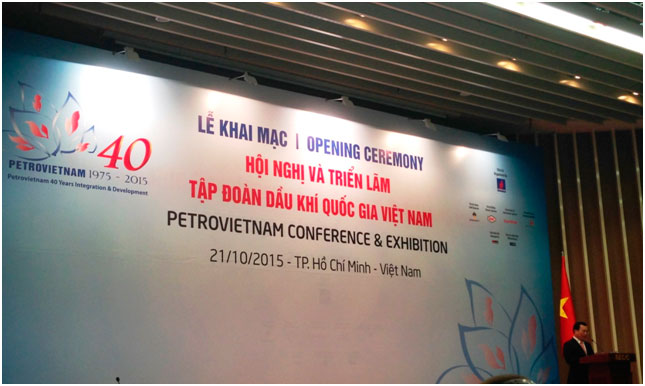 40
PETROVIETNAM 1975 - 2015
Petrovietnam 40 Years Integration & Development
LỄ KHAI MẠC | OPENING CEREMONY
HỘI NGHỊ VÀ TRIỂN LÃM
TẬP ĐOÀN DẦU KHÍ QUỐC GIA VIỆT NAM
PETROVIETNAM CONFERENCE & EXHIBITION
21/10/2015 - TP. Hồ Chí Minh - Việt Nam